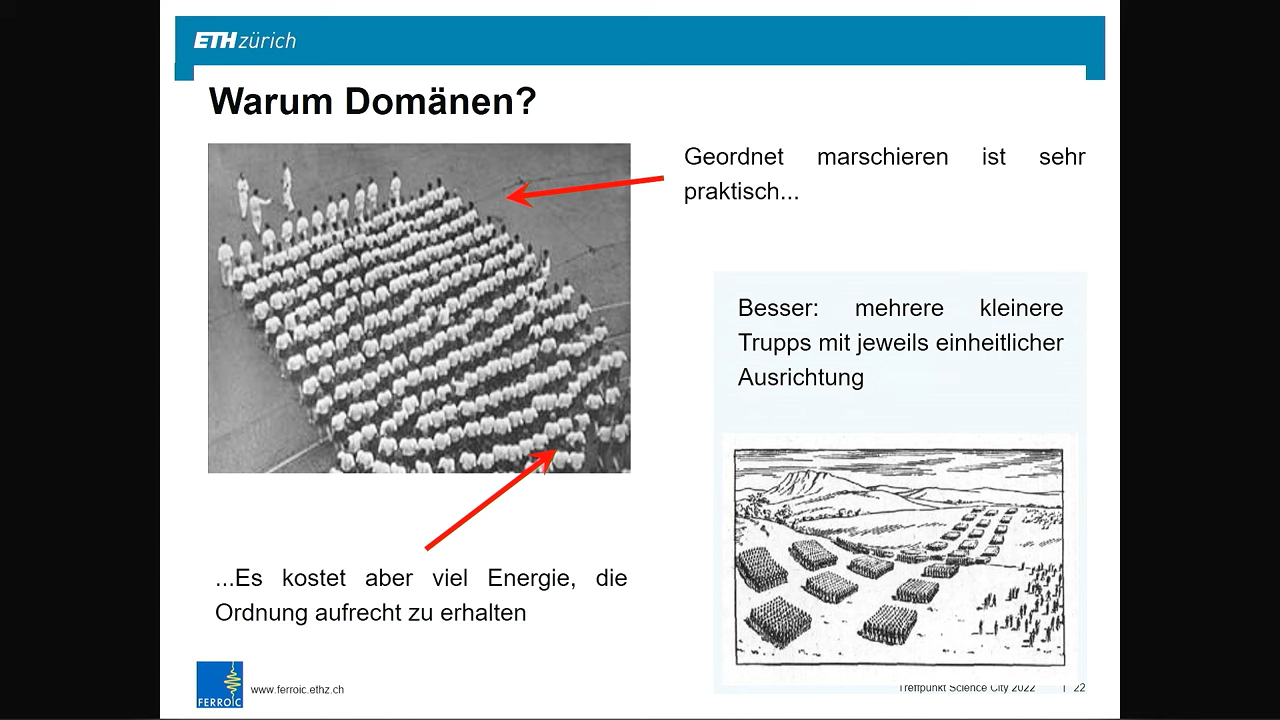 ETH zürich
Warum Domänen?
Geordnet marschieren ist sehr
praktisch...
Besser: mehrere kleinere
Trupps mit jeweils einheitlicher
Ausrichtung
...Es kostet aber viel Energie, die
Ordnung aufrecht zu erhalten
FERROIC
www.ferroic.ethz.ch
Treffpunkt Science City 2022 | 22